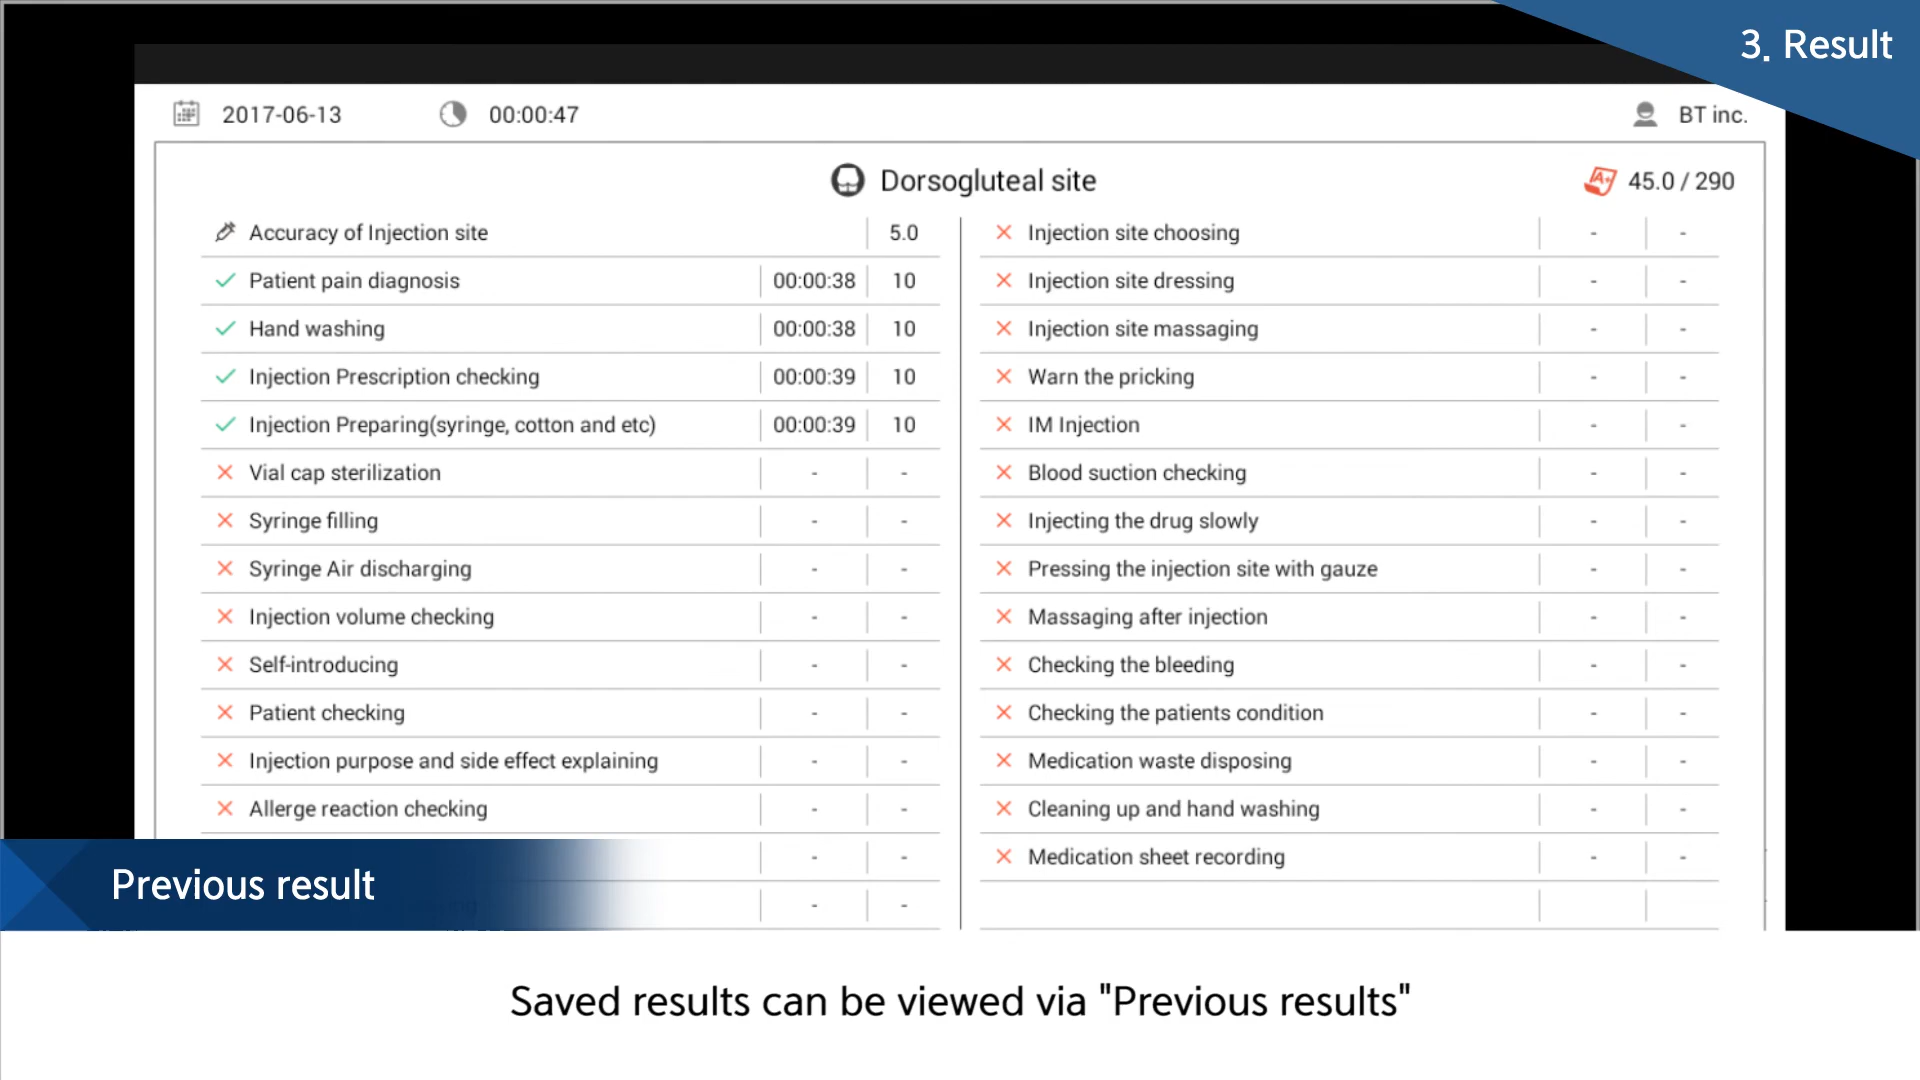 3. Result
2017-06-13 00:00:47 BT inc.
Dorsogluteal site 45.0 / 290
Accuracy of Injection site 5.0
Patient pain diagnosis 00:00:38 10
Hand washing 00:00:38 10
Injection Prescription checking 00:00:39 10
Injection Preparing(syringe, cotton and etc) 00:00:39 10
Vial cap sterilization - -
Syringe filling - -
Syringe Air discharging - -
Injection volume checking - -
Self-introducing - -
Patient checking - -
Injection purpose and side effect explaining - -
Allerge reaction checking - -
- -
- -
Injection site choosing - -
Injection site dressing - -
Injection site massaging - -
Warn the pricking - -
IM Injection - -
Blood suction checking - -
Injecting the drug slowly - -
Pressing the injection site with gauze - -
Massaging after injection - -
Checking the bleeding - -
Checking the patients condition - -
Medication waste disposing - -
Cleaning up and hand washing - -
Medication sheet recording - -
Previous result
Saved results can be viewed via "Previous results"